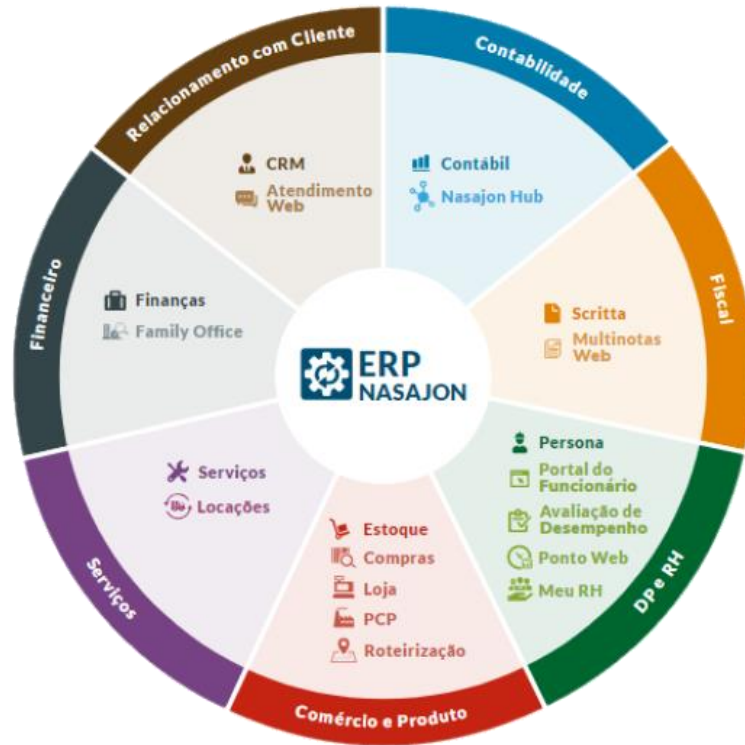 Relacionamento com Cliente
CRM
Atendimento
Web
Contabilidade
Contábil
Nasajon Hub
Fiscal
Scritta
Multinotas
Web
DP e RH
Persona
Portal do
Funcionário
Avaliação de
Desempenho
Ponto Web
Meu RH
Comércio e Produto
Estoque
Compras
Loja
PCP
Roteirização
Serviços
Serviços
Locações
Financeiro
Finanças
Family Office
ERP
NASAJON